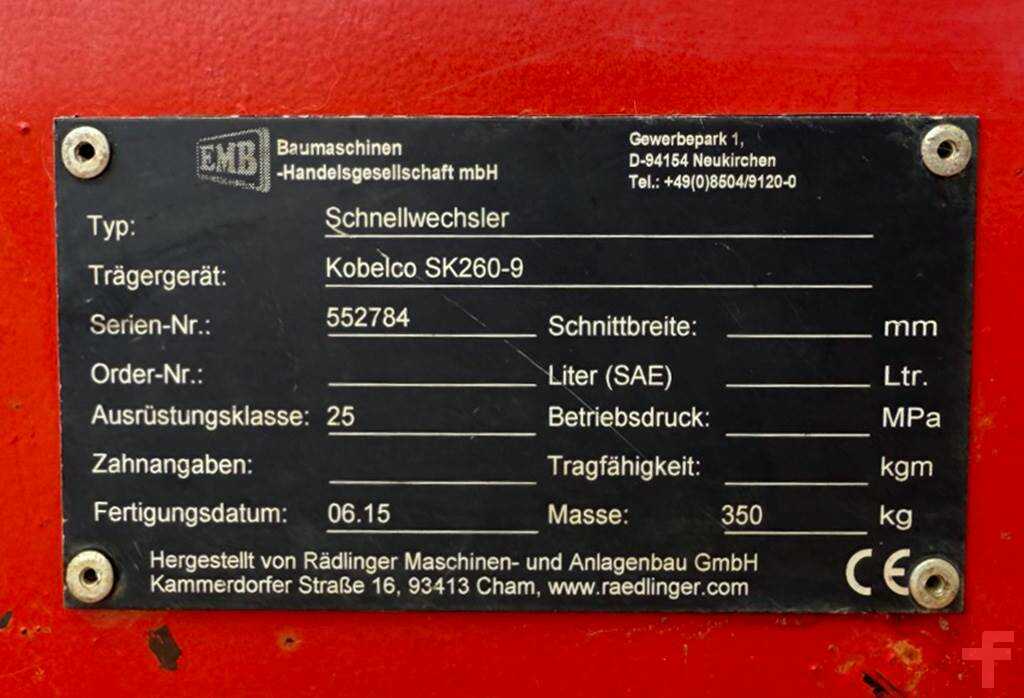 EMB
Baumaschinen
-Handelsgesellschaft mbH
Gewerbepark 1,
D-94154 Neukirchen
Tel.: +49(0)8504/9120-0
Typ: Schnellwechsler
Trägergerät: Kobelco SK260-9
Serien-Nr.: 552784 Schnittbreite: mm
Order-Nr.: Liter (SAE) Ltr.
Ausrüstungsklasse: 25 Betriebsdruck: MPa
Zahnangaben: Tragfähigkeit: kgm
Fertigungsdatum: 06.15 Masse: 350 kg
Hergestellt von Rädlinger Maschinen- und Anlagenbau GmbH
Kammerdorfer Straße 16, 93413 Cham, www.raedlinger.com
CE
f